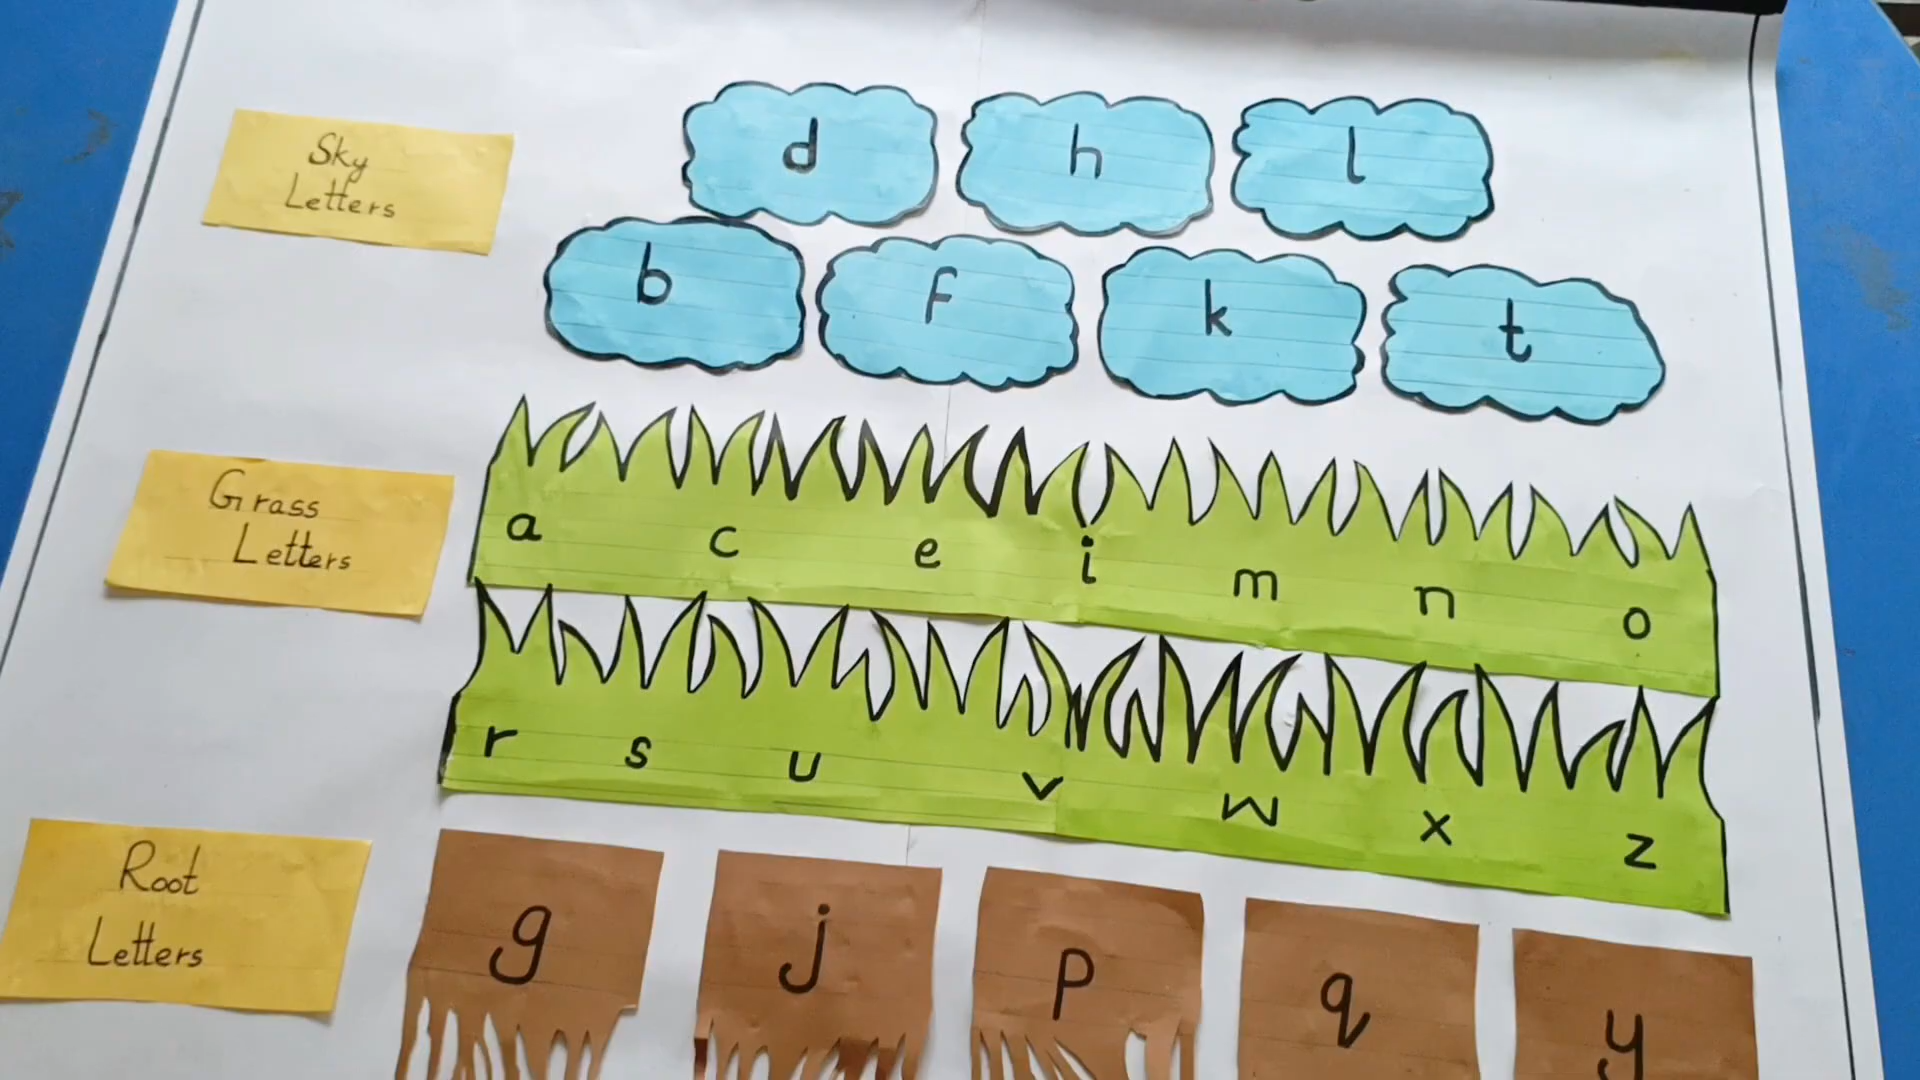 Sky
Letters
d h l
b f k t
Grass
Letters
a c e i m n o
r s u v w x z
Root
Letters
g j p q y